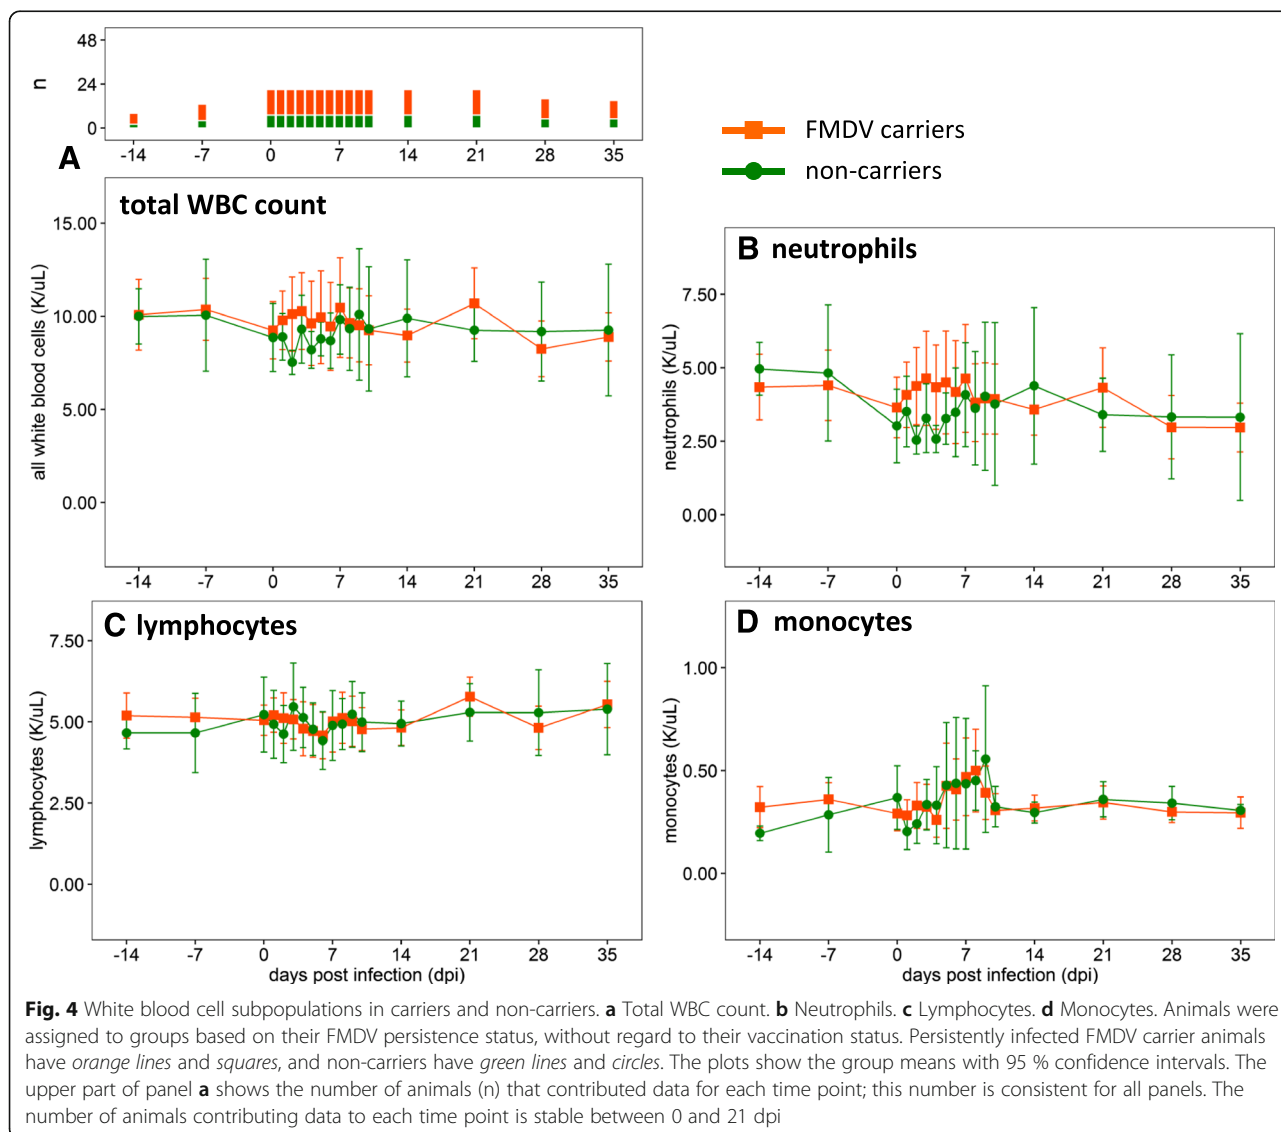 48
24
0
n
-14 -7 0 7 14 21 28 35
FMDV carriers
non-carriers
A
total WBC count
15.00
10.00
5.00
0.00
all white blood cells (K/uL)
-14 -7 0 7 14 21 28 35
B neutrophils
7.50
5.00
2.50
0.00
neutrophils (K/uL)
-14 -7 0 7 14 21 28 35
C lymphocytes
7.50
5.00
2.50
0.00
lymphocytes (K/uL)
-14 -7 0 7 14 21 28 35
days post infection (dpi)
D monocytes
1.00
0.50
0.00
monocytes (K/uL)
-14 -7 0 7 14 21 28 35
days post infection (dpi)
Fig. 4 White blood cell subpopulations in carriers and non-carriers. a Total WBC count. b Neutrophils. c Lymphocytes. d Monocytes. Animals were
assigned to groups based on their FMDV persistence status, without regard to their vaccination status. Persistently infected FMDV carrier animals
have orange lines and squares, and non-carriers have green lines and circles. The plots show the group means with 95 % confidence intervals. The
upper part of panel a shows the number of animals (n) that contributed data for each time point; this number is consistent for all panels. The
number of animals contributing data to each time point is stable between 0 and 21 dpi